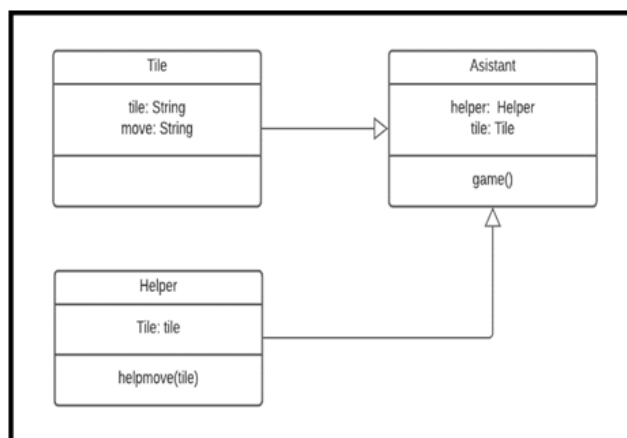 Tile
tile: String
move: String
Asistant
helper: Helper
tile: Tile
game()
Helper
Tile: tile
helpmove(tile)